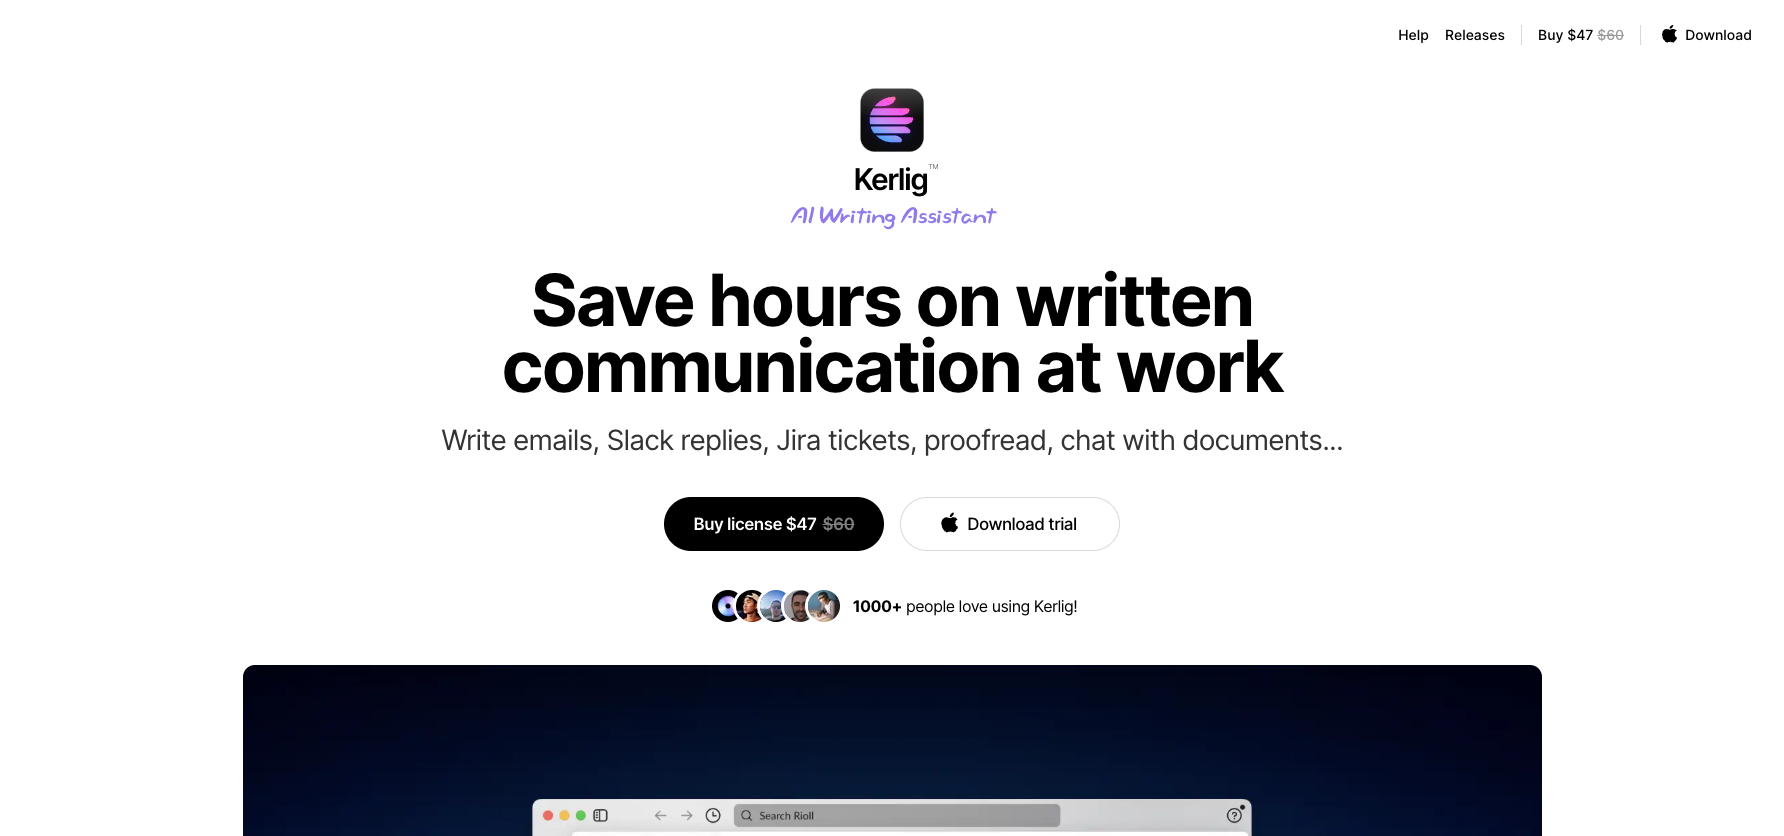 Help Releases Buy $47 $60 Download
Kerlig™
AI Writing Assistant
Save hours on written
communication at work
Write emails, Slack replies, Jira tickets, proofread, chat with documents...
Buy license $47 $60
Download trial
1000+ people love using Kerlig!
Search Rioll